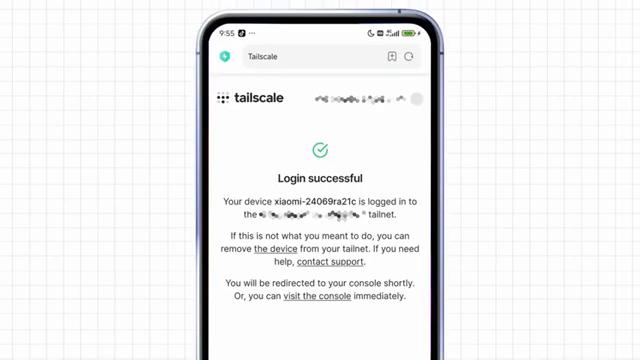 9:55
Tailscale
tailscale
Login successful
Your device xiaomi-24069ra21c is logged in to
the tailnet.
If this is not what you meant to do, you can
remove the device from your tailnet. If you need
help, contact support.
You will be redirected to your console shortly.
Or, you can visit the console immediately.